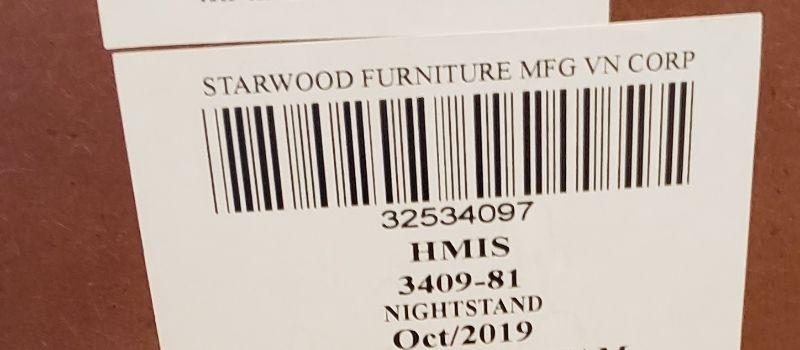 STARWOOD FURNITURE MFG VN CORP
32534097
HMIS
3409-81
NIGHTSTAND
Oct/2019